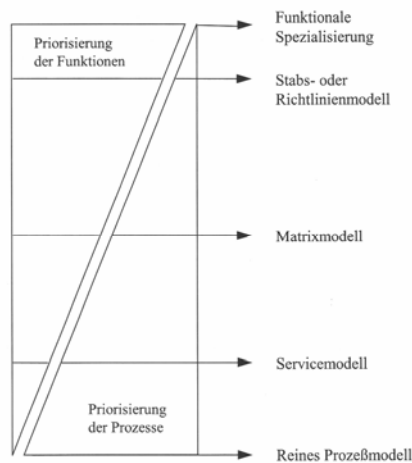 Funktionale
Spezialisierung
Priorisierung
der Funktionen
Stabs- oder
Richtlinienmodell
Matrixmodell
Servicemodell
Priorisierung
der Prozesse
Reines Prozeßmodell